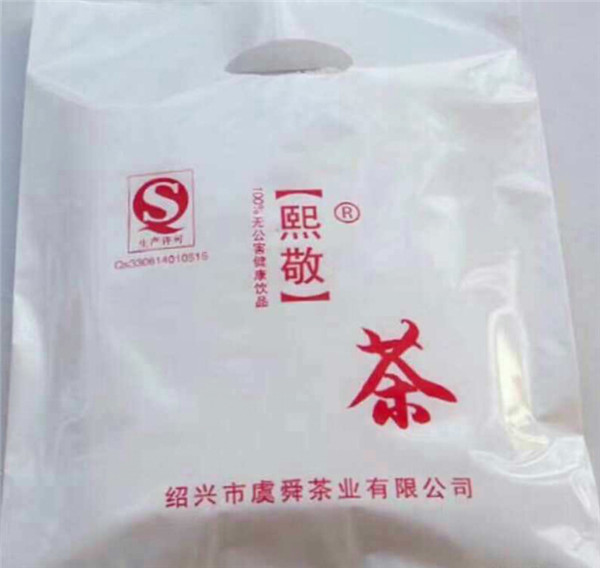 生产许可
QS330614010515
100%无公害健康饮品
【熙敬】®
茶
绍兴市虞舜茶业有限公司